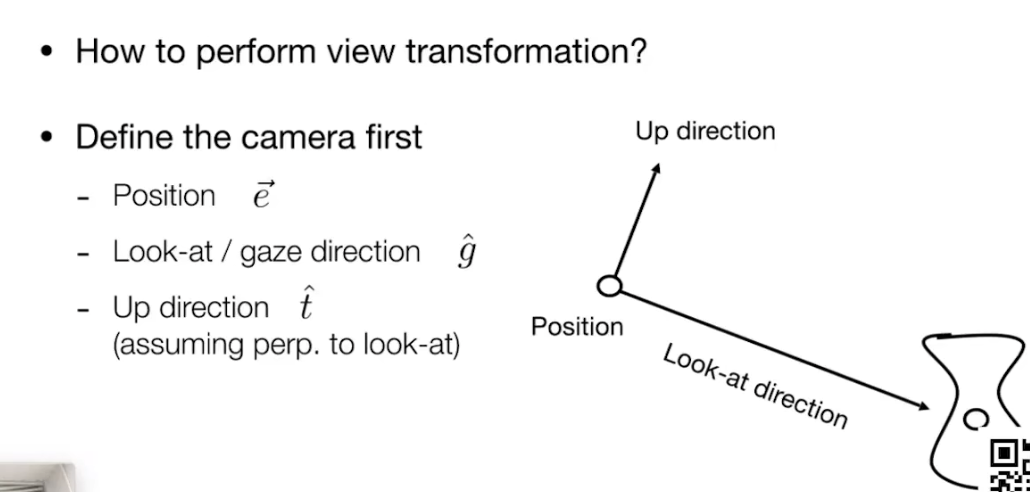 • How to perform view transformation?
• Define the camera first
- Position $\vec{e}$
- Look-at / gaze direction $\hat{g}$
- Up direction $\hat{t}$
(assuming perp. to look-at)
Up direction
Position
Look-at direction